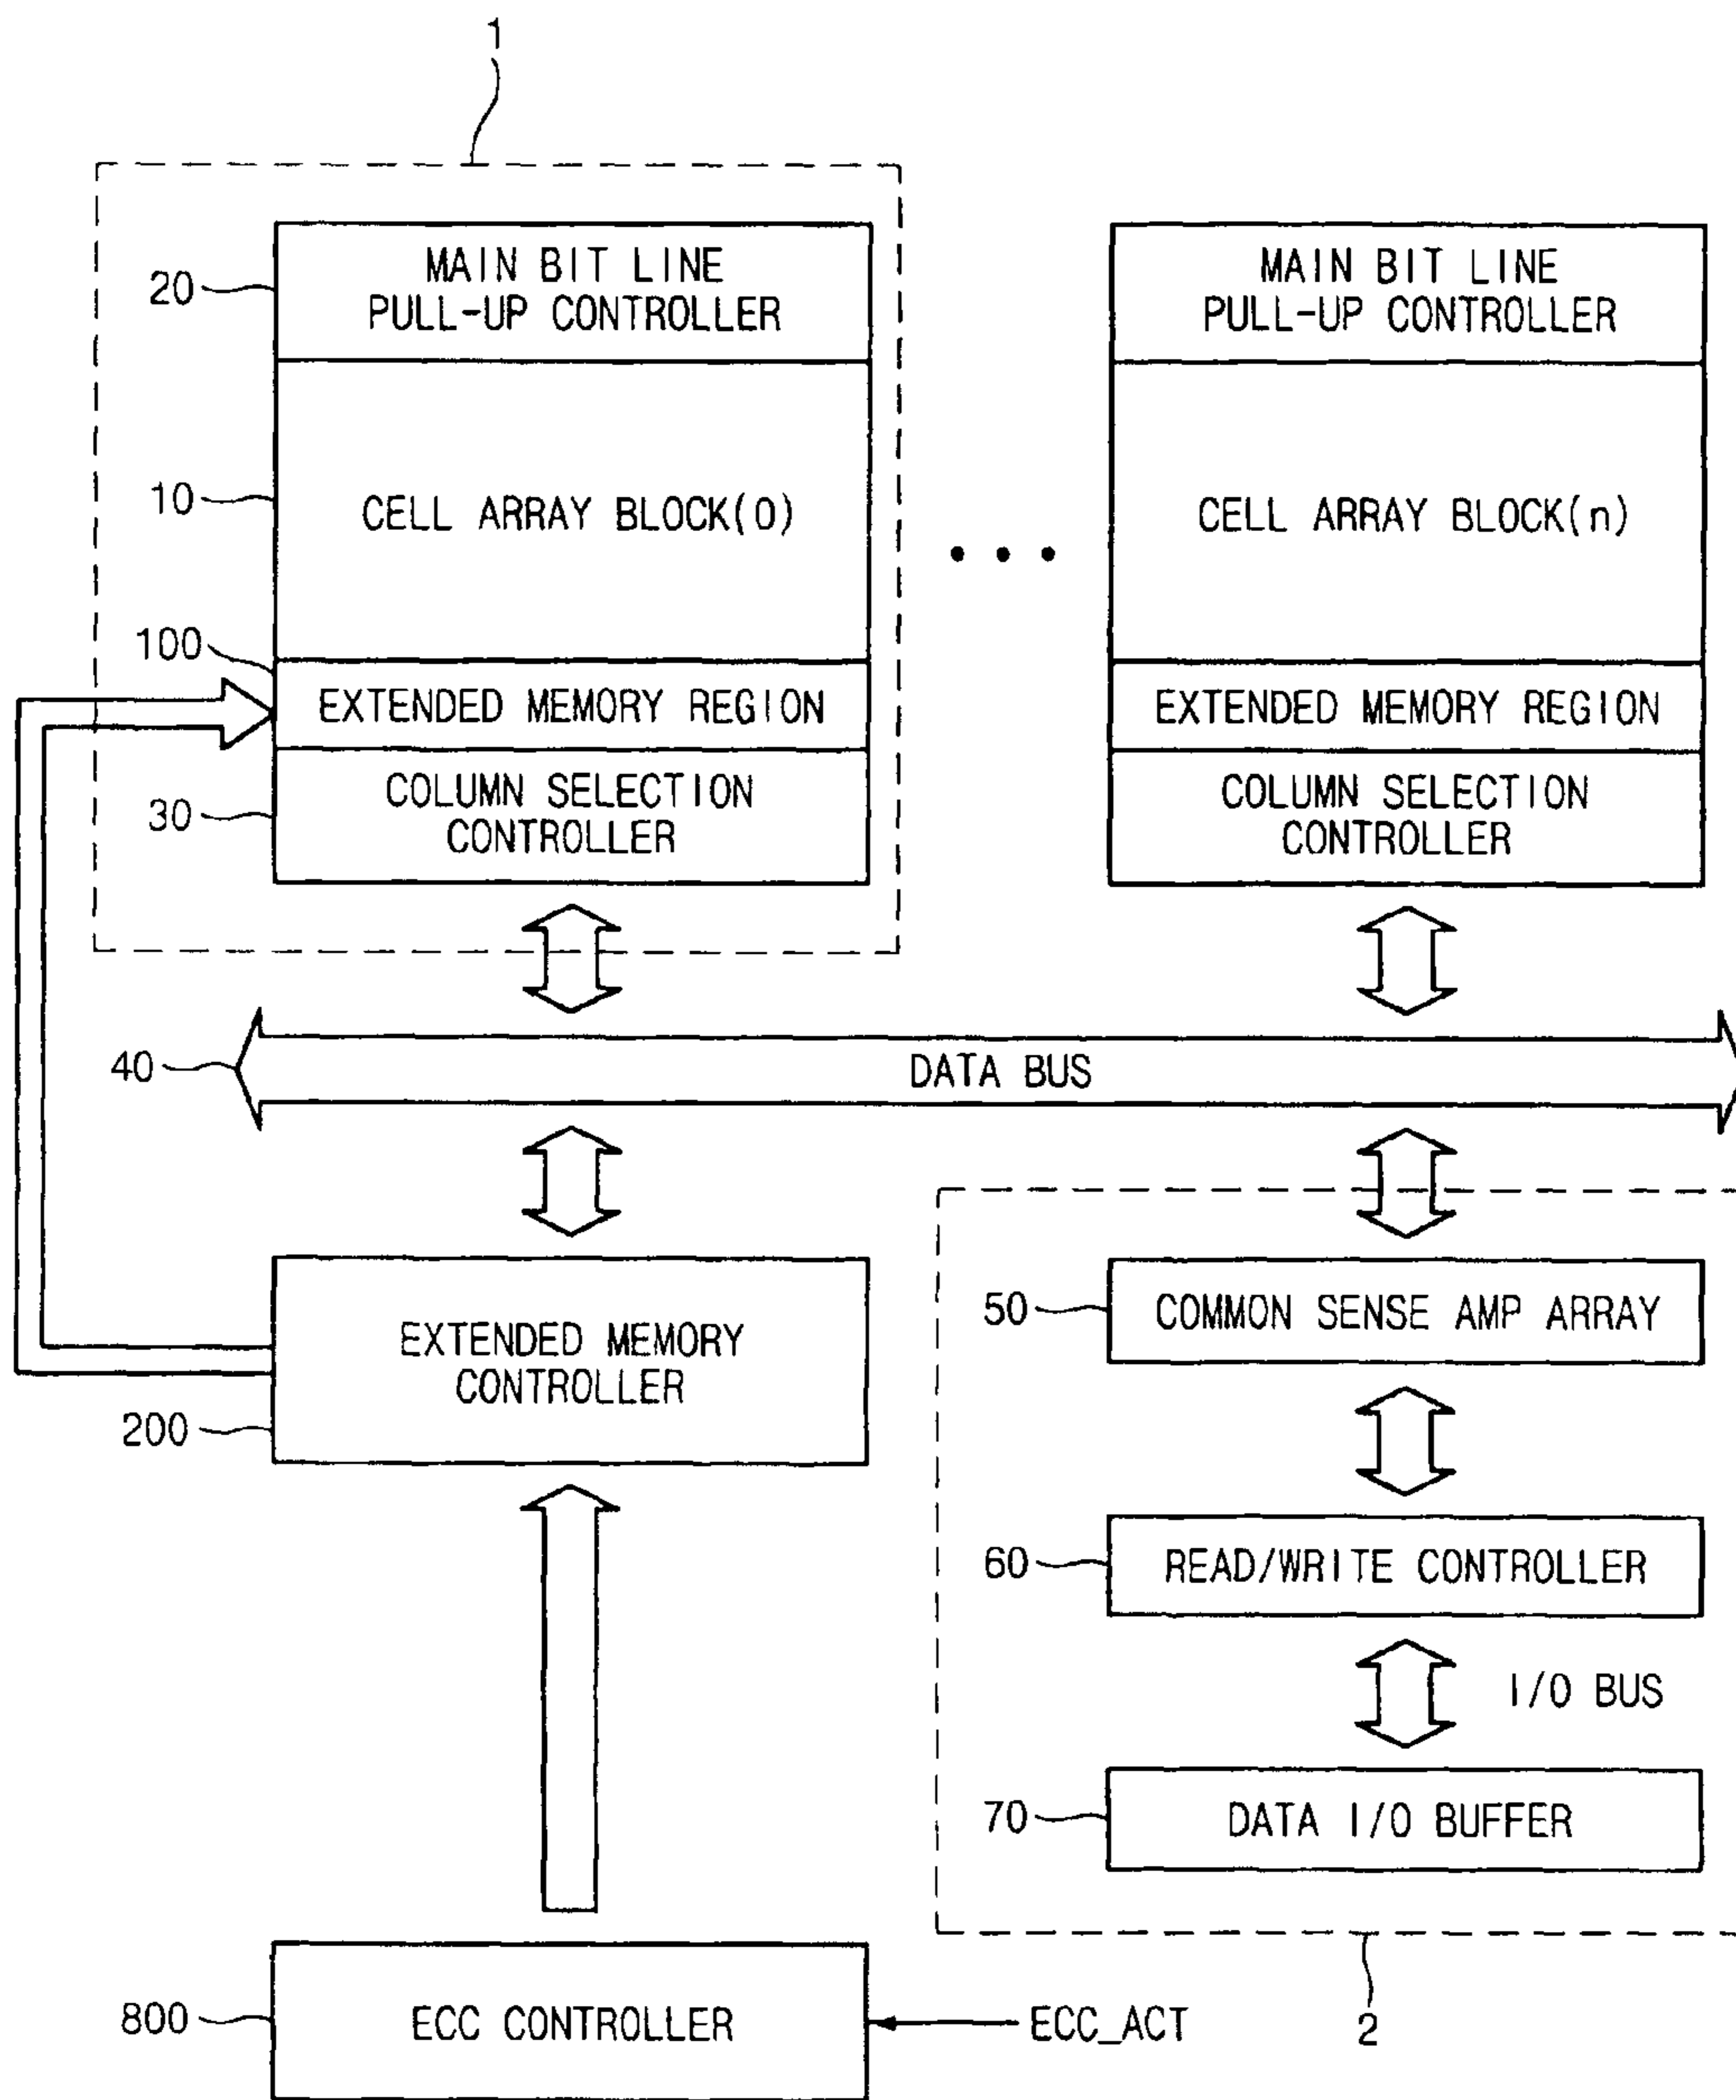 1
20
MAIN BIT LINE
PULL-UP CONTROLLER
10
CELL ARRAY BLOCK(0)
100
EXTENDED MEMORY REGION
30
COLUMN SELECTION
CONTROLLER
MAIN BIT LINE
PULL-UP CONTROLLER
CELL ARRAY BLOCK(n)
EXTENDED MEMORY REGION
COLUMN SELECTION
CONTROLLER
40
DATA BUS
EXTENDED MEMORY
CONTROLLER
200
50
COMMON SENSE AMP ARRAY
60
READ/WRITE CONTROLLER
I/O BUS
70
DATA I/O BUFFER
800
ECC CONTROLLER
ECC_ACT
2